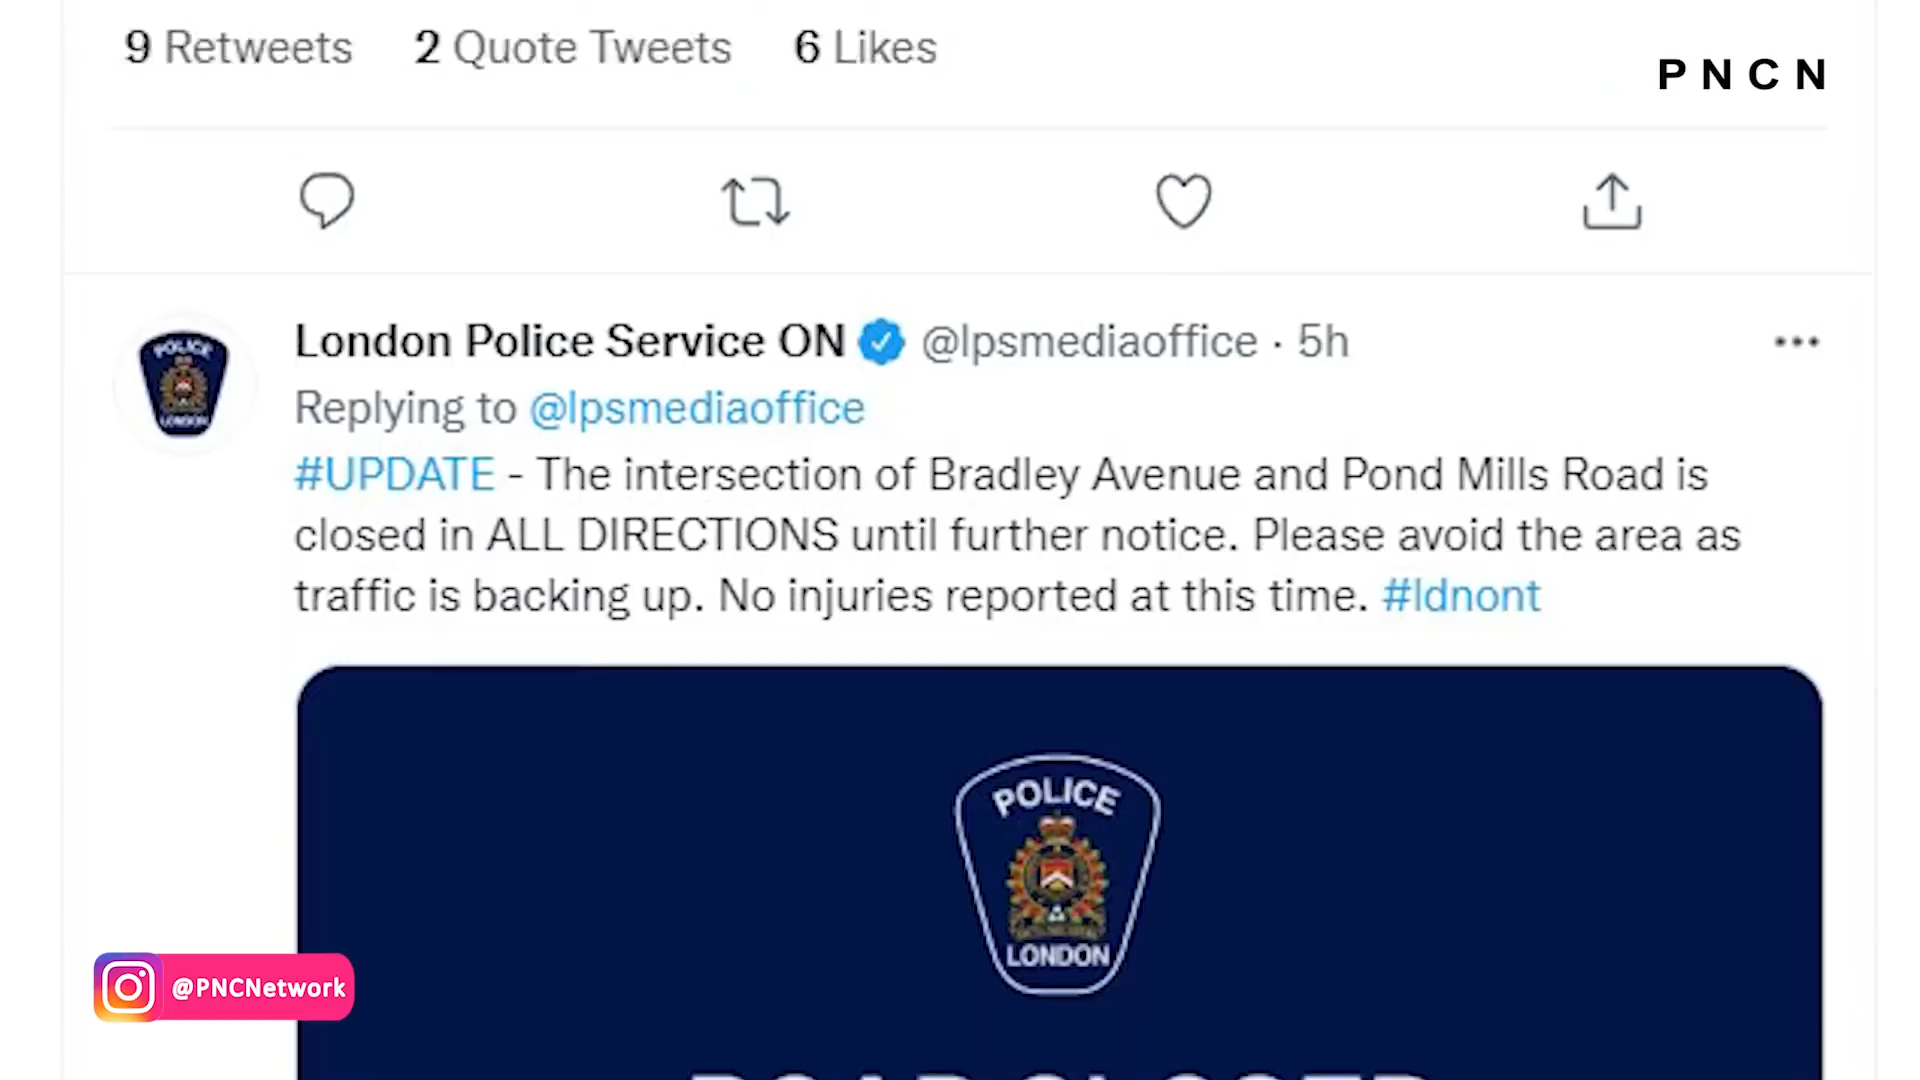 9 Retweets 2 Quote Tweets 6 Likes
PNCN
POLICE
LONDON
London Police Service ON @lpsmediaoffice · 5h
Replying to @lpsmediaoffice
#UPDATE - The intersection of Bradley Avenue and Pond Mills Road is
closed in ALL DIRECTIONS until further notice. Please avoid the area as
traffic is backing up. No injuries reported at this time. #ldnont
POLICE
LONDON
@PNCNetwork